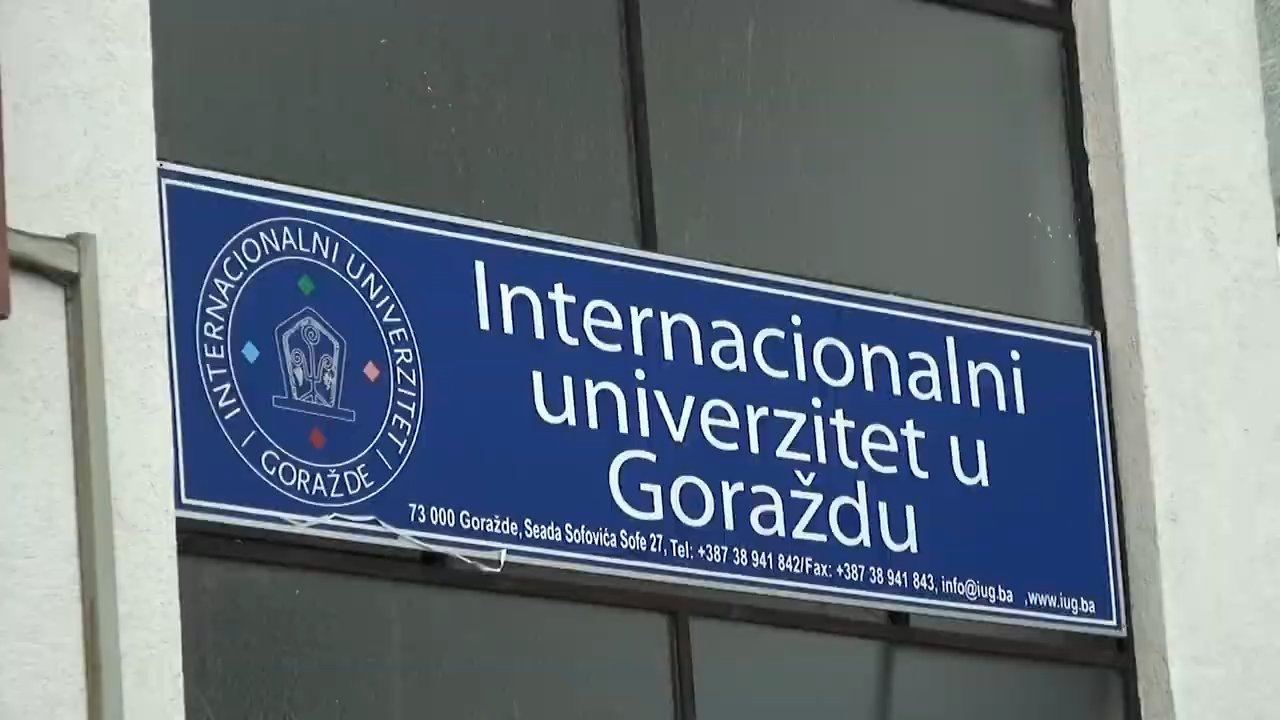 INTERNACIONALNI UNIVERZITET
| GORAŽDE |
Internacionalni
univerzitet u
Goraždu
73 000 Goražde, Seada Sofovića Sofe 27, Tel: +387 38 941 842/Fax: +387 38 941 843, info@iug.ba ,www.iug.ba